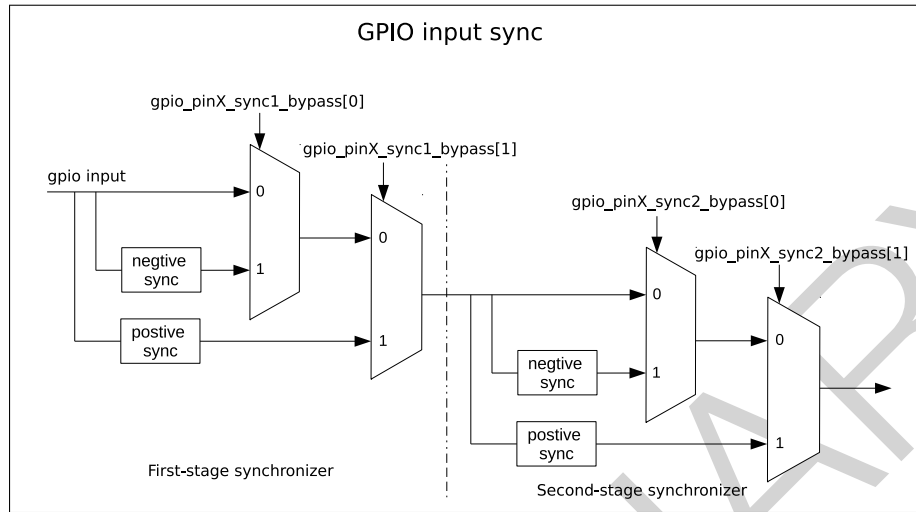 GPIO input sync
gpio_pinX_sync1_bypass[0]
gpio_pinX_sync1_bypass[1]
gpio input
0
1
negtive
sync
postive
sync
0
1
First-stage synchronizer
gpio_pinX_sync2_bypass[0]
gpio_pinX_sync2_bypass[1]
0
1
negtive
sync
postive
sync
0
1
Second-stage synchronizer